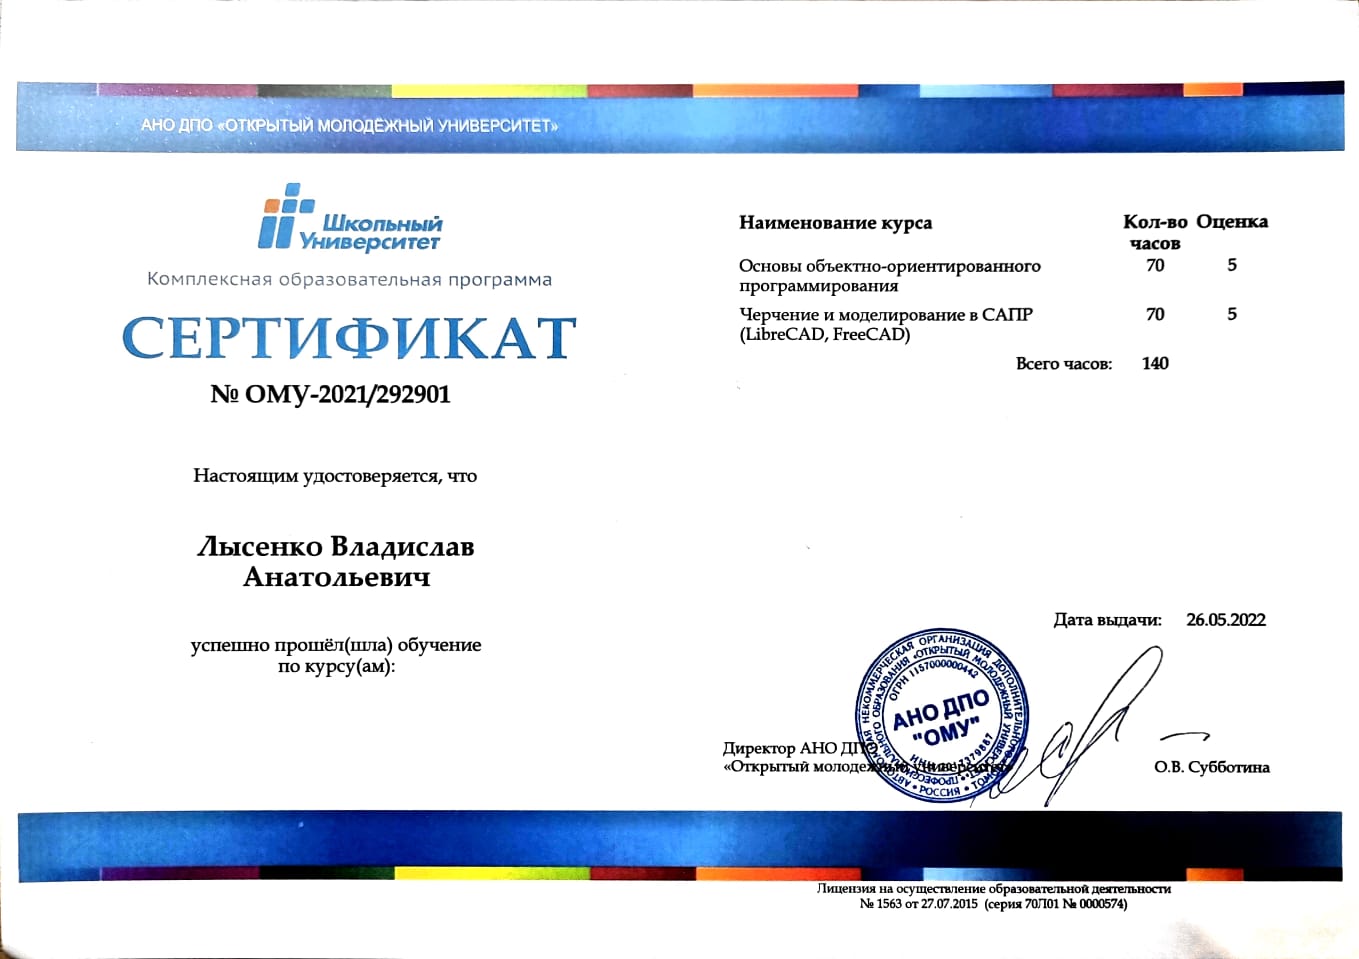 АНО ДПО «ОТКРЫТЫЙ МОЛОДЁЖНЫЙ УНИВЕРСИТЕТ»
Школьный
Университет
Комплексная образовательная программа
СЕРТИФИКАТ
№ ОМУ-2021/292901
Настоящим удостоверяется, что
Лысенко Владислав
Анатольевич
успешно прошёл(шла) обучение
по курсу(ам):
Наименование курса Кол-во Оценка
часов
Основы объектно-ориентированного 70 5
программирования
Черчение и моделирование в САПР 70 5
(LibreCAD, FreeCAD)
Всего часов: 140
Дата выдачи: 26.05.2022
АВТОНОМНАЯ НЕКОММЕРЧЕСКАЯ ОРГАНИЗАЦИЯ ДОПОЛНИТЕЛЬНОГО
ПРОФЕССИОНАЛЬНОГО ОБРАЗОВАНИЯ «ОТКРЫТЫЙ МОЛОДЕЖНЫЙ УНИВЕРСИТЕТ»
ОГРН 1157000000442
АНО ДПО
"ОМУ"
ИНН
РОССИЯ
Директор АНО ДПО
«Открытый молодежный университет»
О.В. Субботина
Лицензия на осуществление образовательной деятельности
№ 1563 от 27.07.2015 (серия 70Л01 № 0000574)